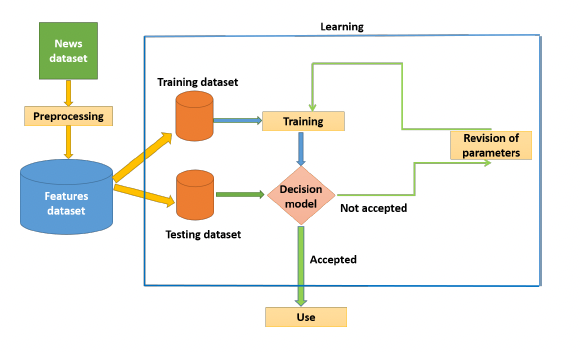 Learning
News
dataset
Training dataset
Preprocessing
Training
Revision of
parameters
Features
dataset
Decision
model
Not accepted
Testing dataset
Accepted
Use